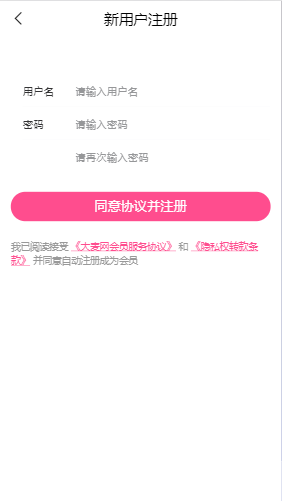 新用户注册
用户名 请输入用户名
密码 请输入密码
请再次输入密码
同意协议并注册
我已阅读接受 《大麦网会员服务协议》 和 《隐私权转款条
款》 并同意自动注册成为会员